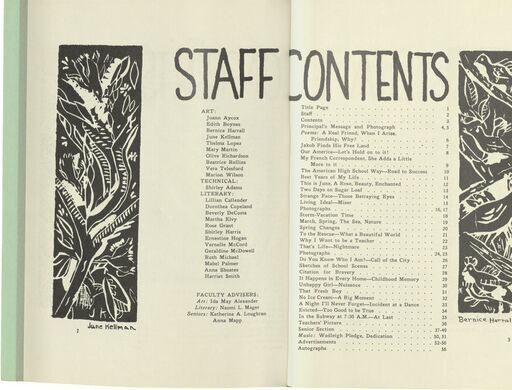 STAFF
ART:
Joann Aycox
Edith Boynes
Bernice Harrall
June Kellman
Thelma Lopez
Mary Martin
Olive Richardson
Beatrice Rollins
Vera Telesford
Marion Wilson
TECHNICAL:
Shirley Adams
LITERARY:
Lillian Callender
Dorothea Copeland
Beverly DaCosta
Martha Elvy
Rose Grant
Shirley Harris
Ernestine Hogan
Vernelle McCord
Geraldine McDowell
Ruth Michael
Mabel Palmer
Anna Shoates
Harriet Smith
FACULTY ADVISERS:
Art: Ida May Alexander
Literary: Naomi L. Mager
Seniors: Katherine A. Loughran
Anna Mapp
June Kellman
2
CONTENTS
Title Page 1
Staff 2
Contents 3
Principal's Message and Photograph 4, 5
Poems: A Real Friend, When I Arise,
Friendship, Why? 6
Jakob Finds His Free Land 7
Our America—Let's Hold on to it! 8
My French Correspondent, She Adds a Little
More to it 9
The American High School Way—Road to Success 10
Best Years of My Life 11
This is June, A Rose, Beauty, Enchanted 12
Two Days on Sugar Loaf 13
Strange Face—Those Betraying Eyes 14
Living Ideal—Miser 15
Photographs 16, 17
Storm-Vacation Time 18
March, Spring, The Sea, Nature 19
Spring Changes 20
To the Rescue—What a Beautiful World 21
Why I Want to be a Teacher 22
That's Life—Nightmare 23
Photographs 24, 25
Do You Know Who I Am?—Call of the City 26
Sketches of School Scenes 27
Citation for Bravery 28
It Happens in Every Home—Childhood Memory 29
Unhappy Girl—Nuisance 30
That Fresh Boy 31
No Ice Cream—A Big Moment 32
A Night I'll Never Forget—Incident at a Dance 33
Evicted—Too Good to be True 34
In the Subway at 7:30 A.M.—At Last 35
Teachers' Picture 36
Senior Section 37-49
Music: Wadleigh Pledge, Dedication 50, 51
Advertisements 52-56
Autographs 56
Bernice Harral
3